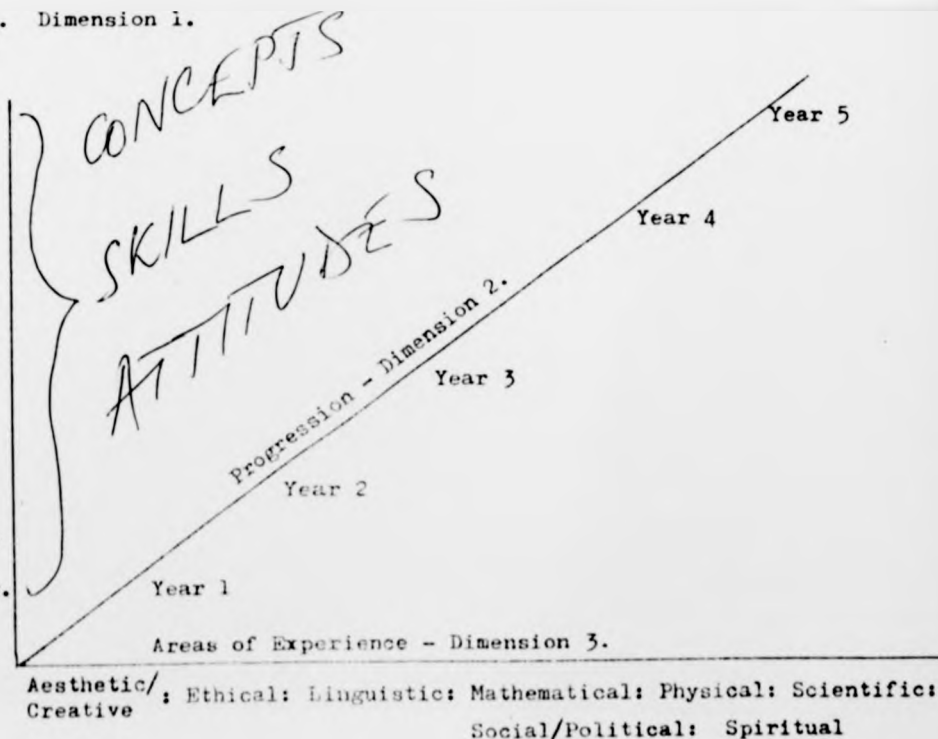 . Dimension 1.
CONCEPTS
SKILLS
ATTITUDES
Year 5
Year 4
Progression - Dimension 2.
Year 3
Year 2
.
Year 1
Areas of Experience - Dimension 3.
Aesthetic/
Creative : Ethical: Linguistic: Mathematical: Physical: Scientific:
Social/Political: Spiritual